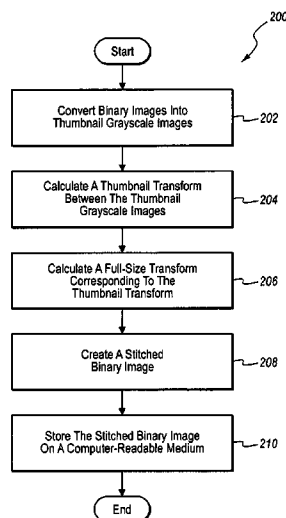 200
Start
Convert Binary Images Into
Thumbnail Grayscale Images
202
Calculate A Thumbnail Transform
Between The Thumbnail
Grayscale Images
204
Calculate A Full-Size Transform
Corresponding To The
Thumbnail Transform
206
Create A Stitched
Binary Image
208
Store The Stitched Binary Image
On A Computer-Readable Medium
210
End